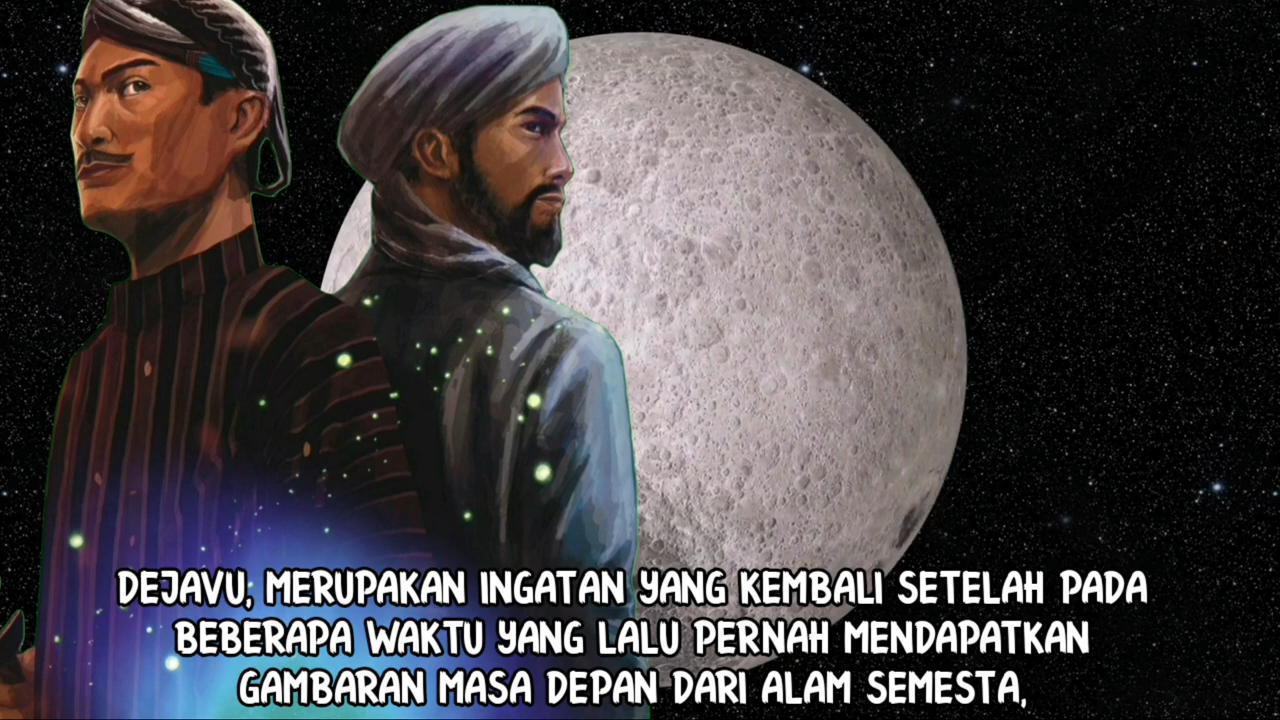 DEJAVU, MERUPAKAN INGATAN YANG KEMBALI SETELAH PADA
BEBERAPA WAKTU YANG LALU PERNAH MENDAPATKAN
GAMBARAN MASA DEPAN DARI ALAM SEMESTA,